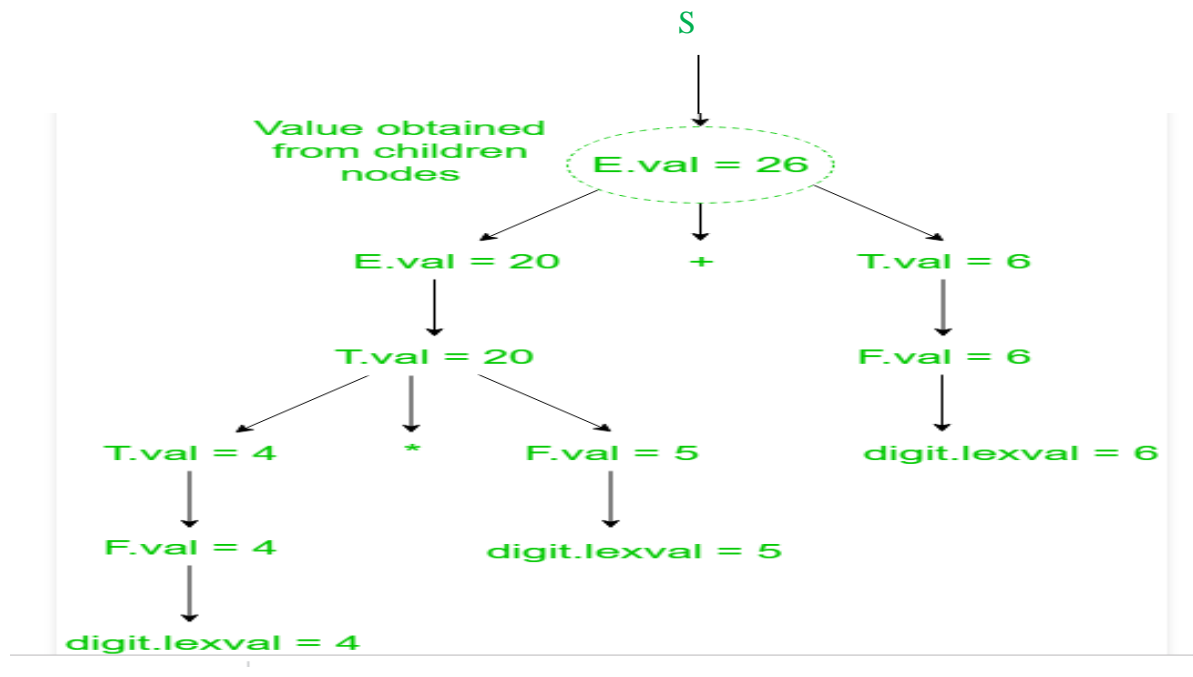 S
Value obtained
from children
nodes
E.val = 26
E.val = 20
+
T.val = 6
T.val = 20
F.val = 6
T.val = 4
*
F.val = 5
digit.lexval = 6
F.val = 4
digit.lexval = 5
digit.lexval = 4